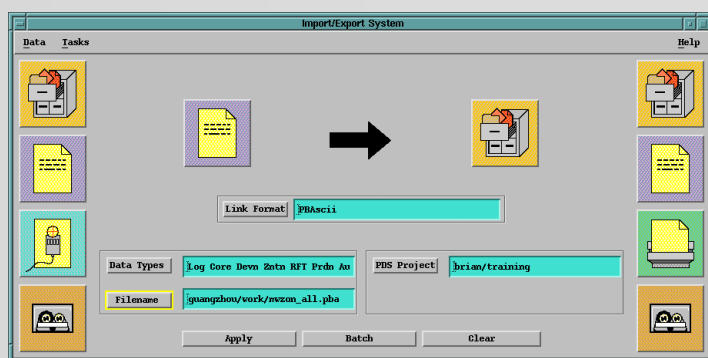 Import/Export System
Data Tasks Help
Link Format PBAscii
Data Types Log Core Devn Zntn RFT Prdn Au
PDS Project brian/training
Filename guangzhou/work/nwzon_all.pba
Apply Batch Clear